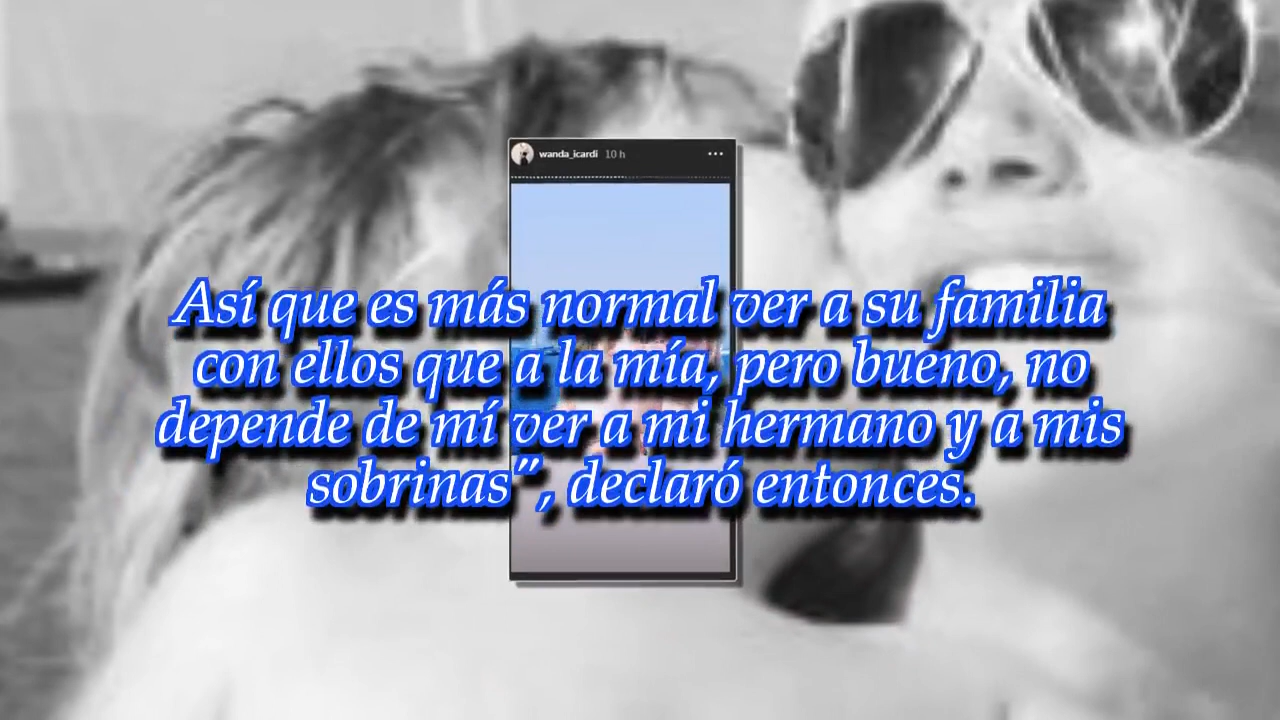 wanda_icardi 10 h
Así que es más normal ver a su familia
con ellos que a la mía, pero bueno, no
depende de mí ver a mi hermano y a mis
sobrinas”, declaró entonces.